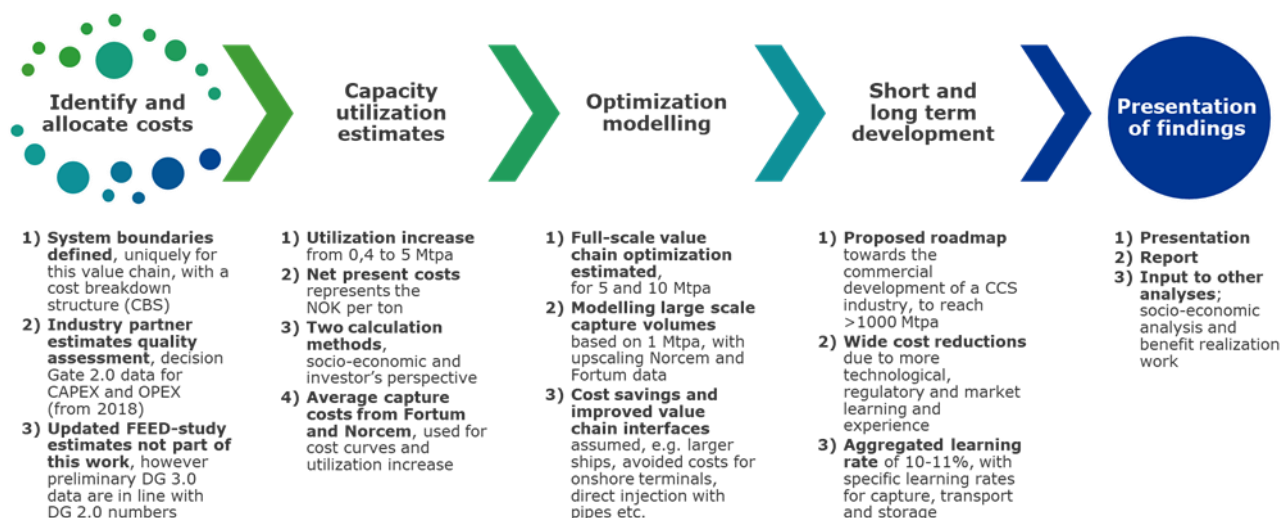 Identify and
allocate costs
Capacity
utilization
estimates
Optimization
modelling
Short and
long term
development
Presentation
of findings
1) System boundaries
defined, uniquely for
this value chain, with a
cost breakdown
structure (CBS)
2) Industry partner
estimates quality
assessment, decision
Gate 2.0 data for
CAPEX and OPEX
(from 2018)
3) Updated FEED-study
estimates not part of
this work, however
preliminary DG 3.0
data are in line with
DG 2.0 numbers
1) Utilization increase
from 0,4 to 5 Mtpa
2) Net present costs
represents the
NOK per ton
3) Two calculation
methods,
socio-economic and
investor's perspective
4) Average capture
costs from Fortum
and Norcem, used for
cost curves and
utilization increase
1) Full-scale value
chain optimization
estimated,
for 5 and 10 Mtpa
2) Modelling large scale
capture volumes
based on 1 Mtpa, with
upscaling Norcem and
Fortum data
3) Cost savings and
improved value
chain interfaces
assumed, e.g. larger
ships, avoided costs for
onshore terminals,
direct injection with
pipes etc.
1) Proposed roadmap
towards the
commercial
development of a CCS
industry, to reach
>1000 Mtpa
2) Wide cost reductions
due to more
technological,
regulatory and market
learning and
experience
3) Aggregated learning
rate of 10-11%, with
specific learning rates
for capture, transport
and storage
1) Presentation
2) Report
3) Input to other
analyses;
socio-economic
analysis and
benefit realization
work